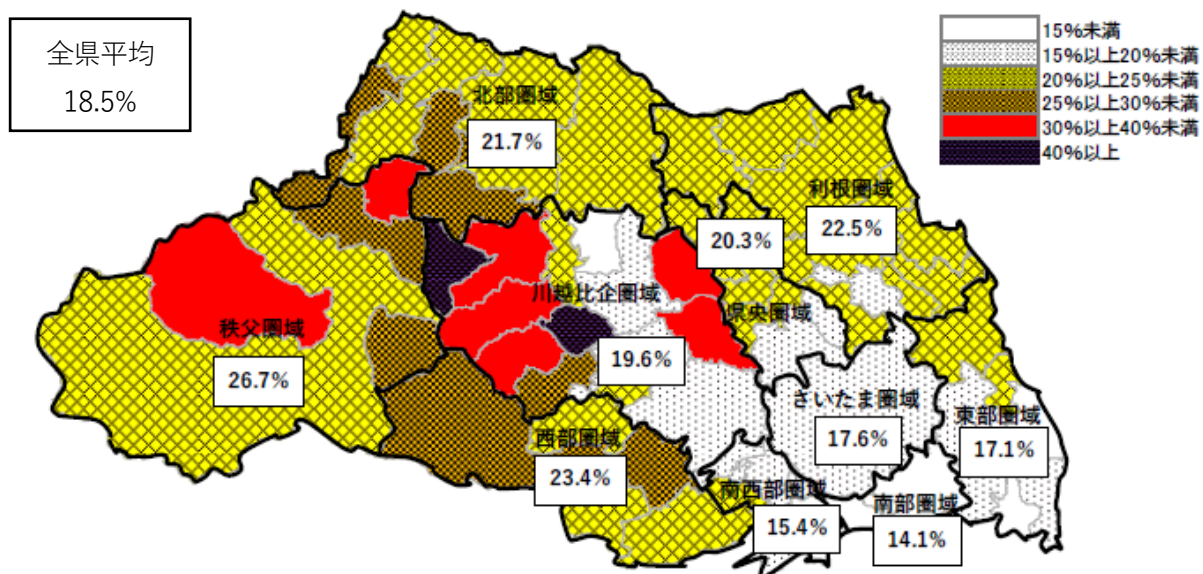 全県平均
18.5%
15%未満
15%以上20%未満
20%以上25%未満
25%以上30%未満
30%以上40%未満
40%以上
北部圏域
21.7%
利根圏域
22.5%
20.3%
県央圏域
川越比企圏域
19.6%
秩父圏域
26.7%
さいたま圏域
17.6%
東部圏域
17.1%
西部圏域
23.4%
南西部圏域
15.4%
南部圏域
14.1%